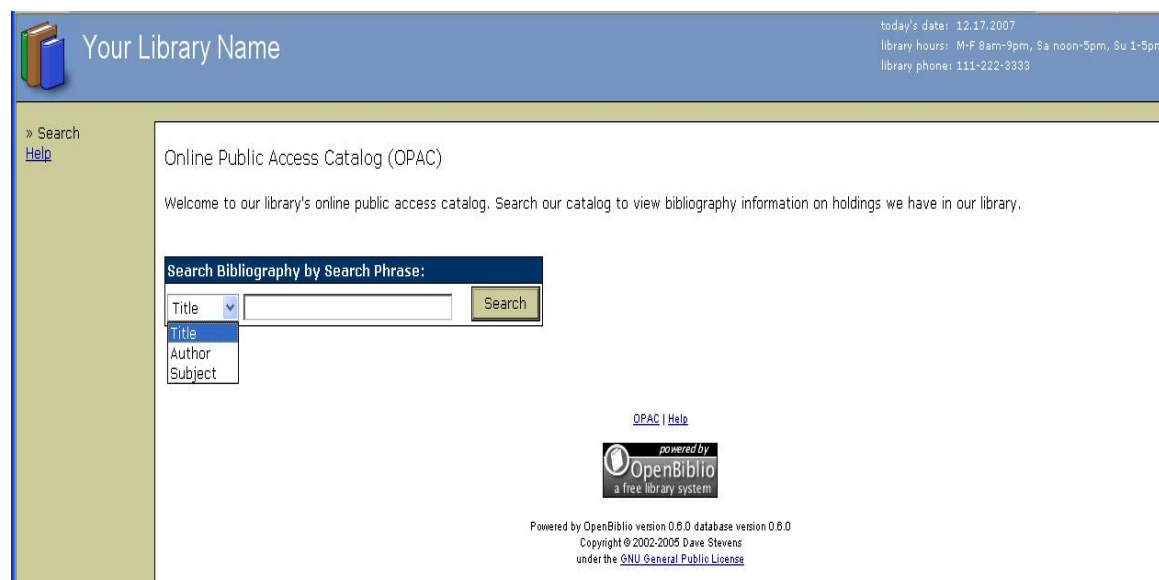 Your Library Name
today's date: 12.17.2007
library hours: M-F 8am-9pm, Sa noon-5pm, Su 1-5pm
library phone: 111-222-3333
» Search
Help
Online Public Access Catalog (OPAC)
Welcome to our library's online public access catalog. Search our catalog to view bibliography information on holdings we have in our library.
Search Bibliography by Search Phrase:
Title Search
Title
Author
Subject
OPAC | Help
powered by
OpenBiblio
a free library system
Powered by OpenBiblio version 0.6.0 database version 0.6.0
Copyright © 2002-2005 Dave Stevens
under the GNU General Public License